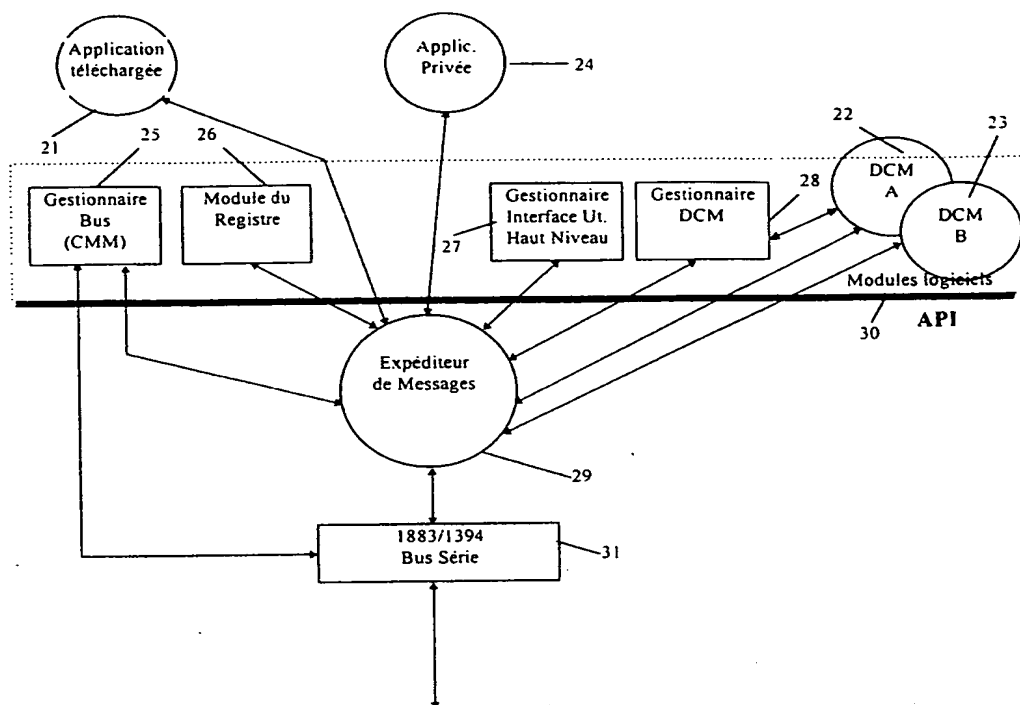 Application
téléchargée
21
Applic.
Privée
24
25
26
22
23
Gestionnaire
Bus
(CMM)
Module du
Registre
27
Gestionnaire
Interface Ut.
Haut Niveau
Gestionnaire
DCM
28
DCM
A
DCM
B
Modules logiciels
30
API
Expéditeur
de Messages
29
1883/1394
Bus Série
31